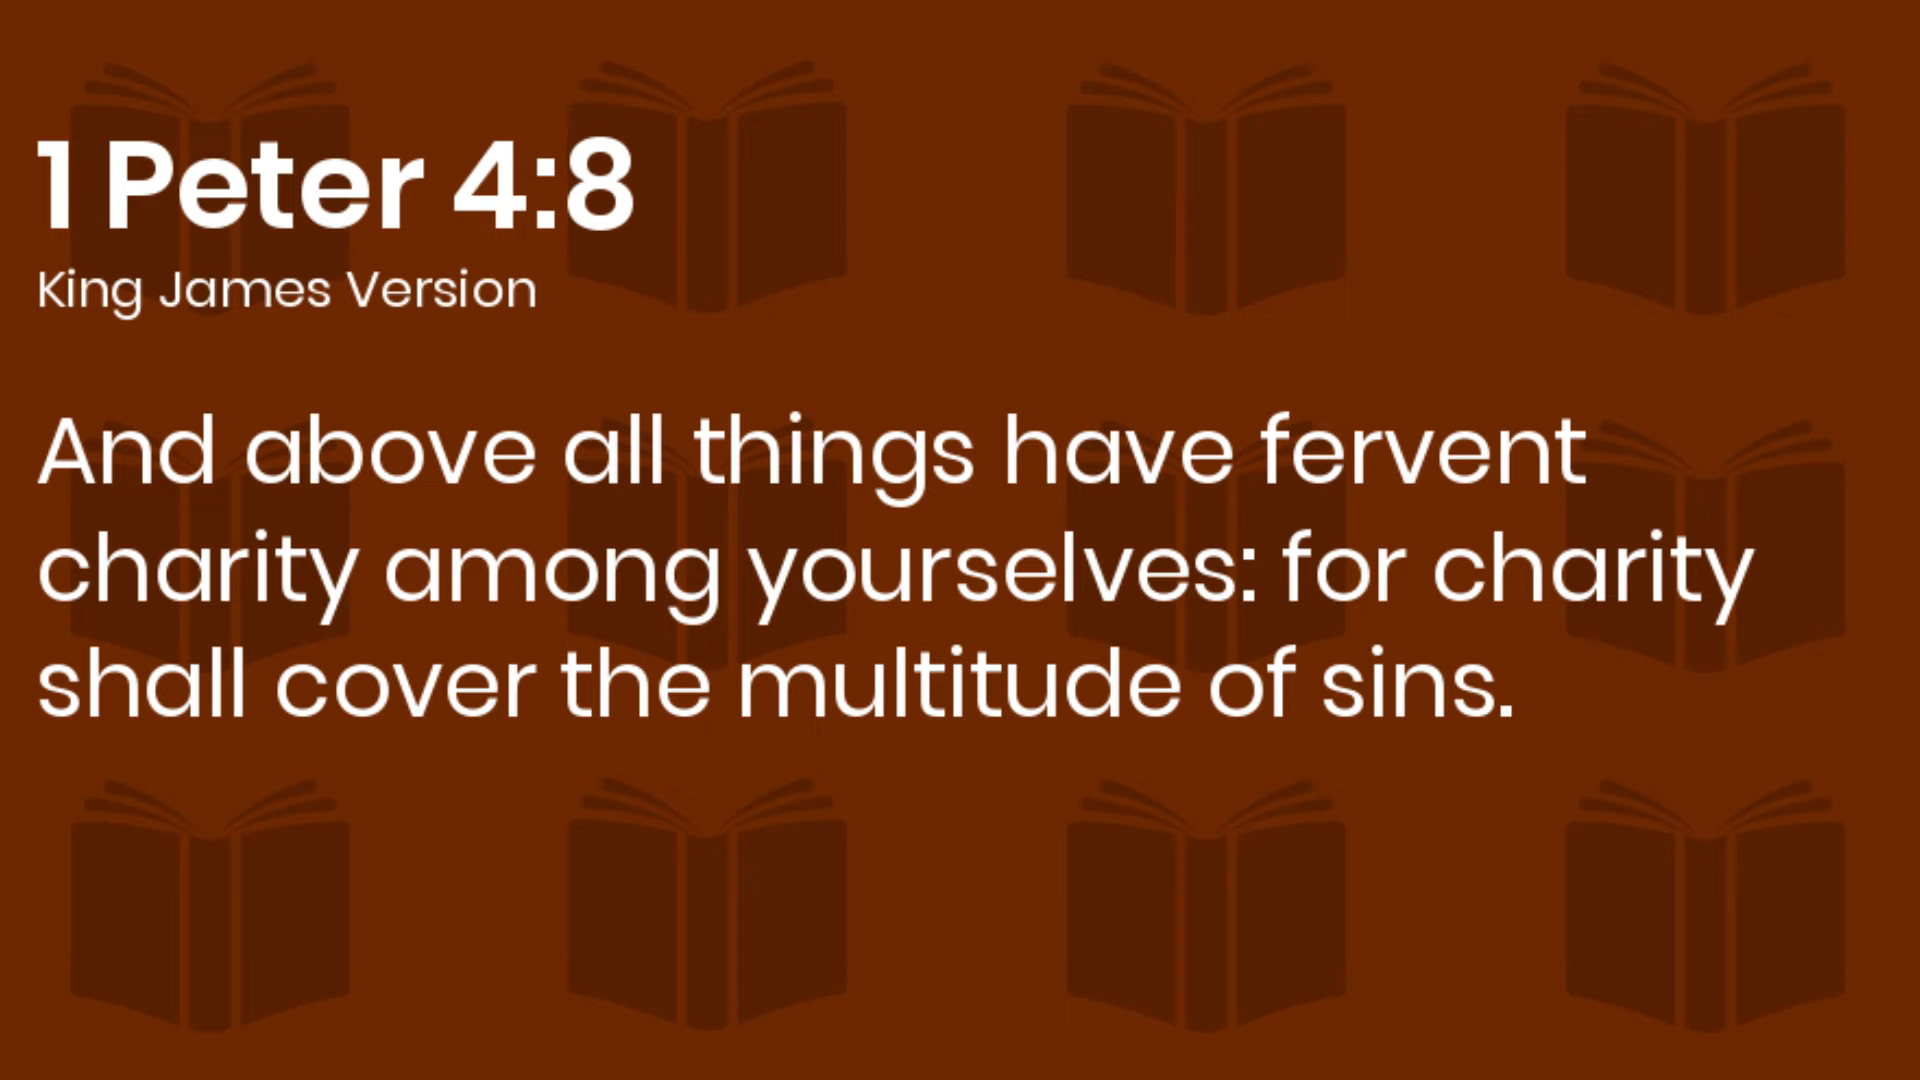 1 Peter 4:8
King James Version
And above all things have fervent
charity among yourselves: for charity
shall cover the multitude of sins.